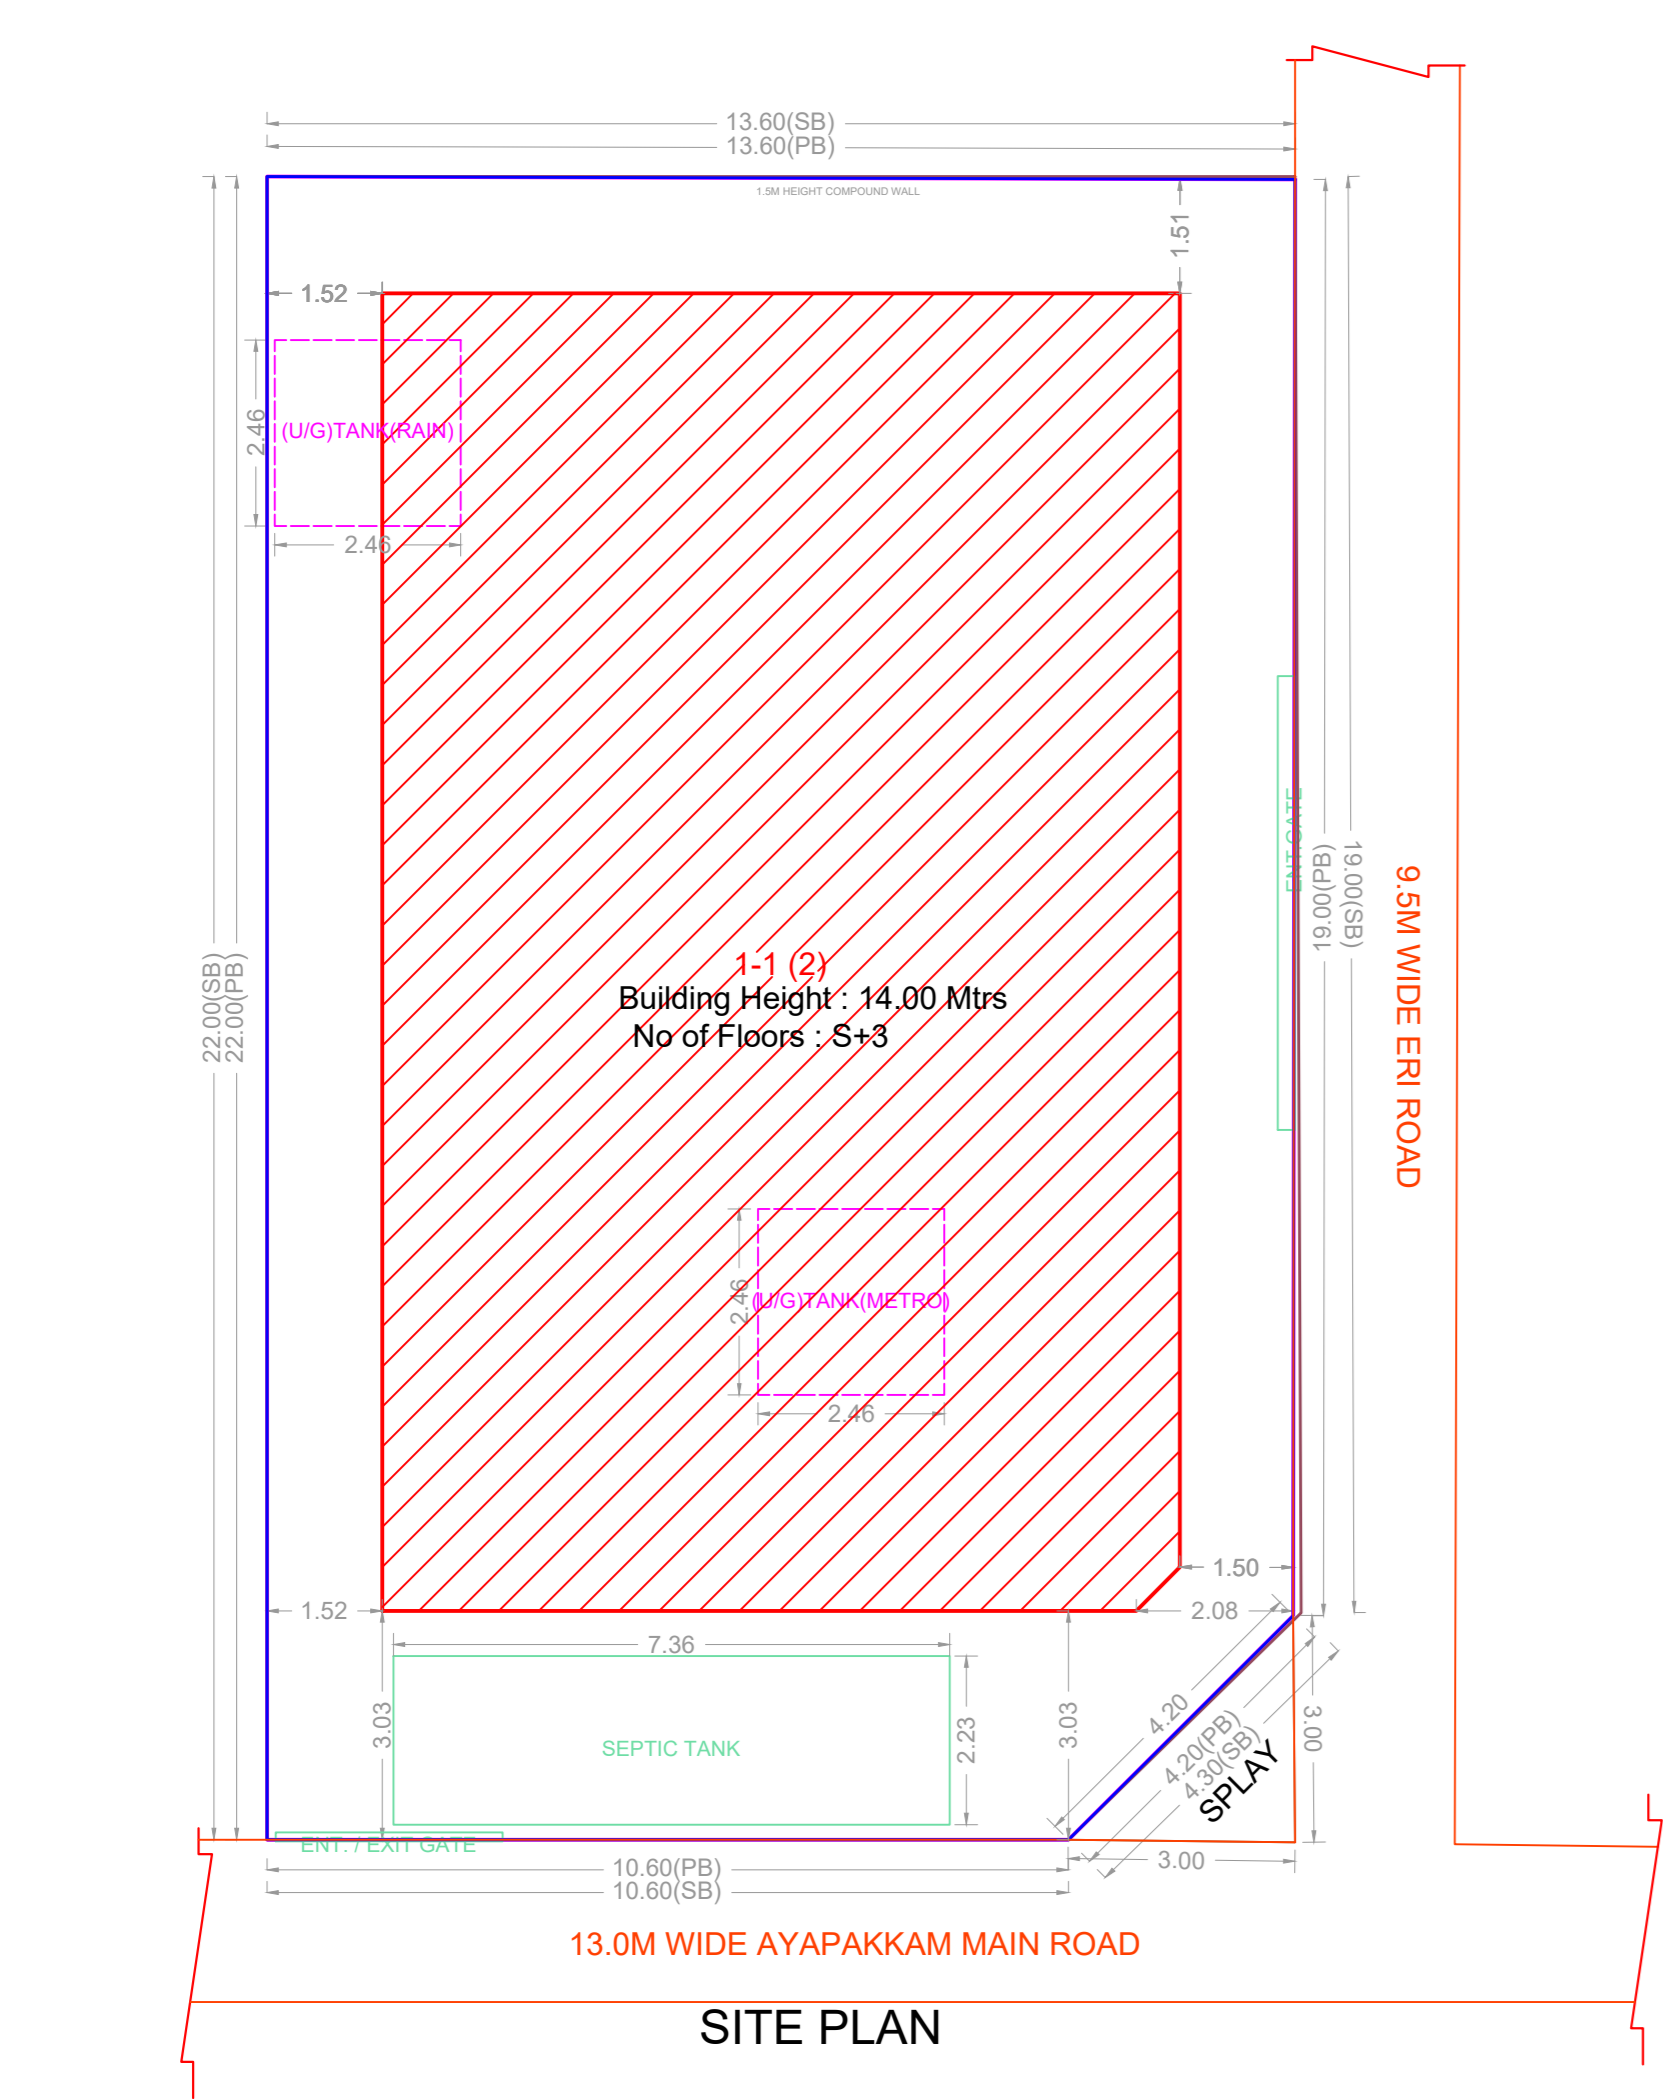 13.60(SB)
13.60(PB)
1.5M HEIGHT COMPOUND WALL
1.51
1.52
2.46
(U/G)TANK(RAIN)
2.46
ENT.GATE
19.00(PB)
19.00(SB)
9.5M WIDE ERI ROAD
22.00(SB)
22.00(PB)
1-1 (2)
Building Height : 14.00 Mtrs
No of Floors : S+3
2.46
(U/G)TANK(METRO)
2.46
1.50
1.52
2.08
7.36
3.03
SEPTIC TANK
2.23
3.03
4.20
4.20(PB)
4.30(SB)
SPLAY
3.00
ENT. / EXIT GATE
10.60(PB)
10.60(SB)
3.00
13.0M WIDE AYAPAKKAM MAIN ROAD
SITE PLAN